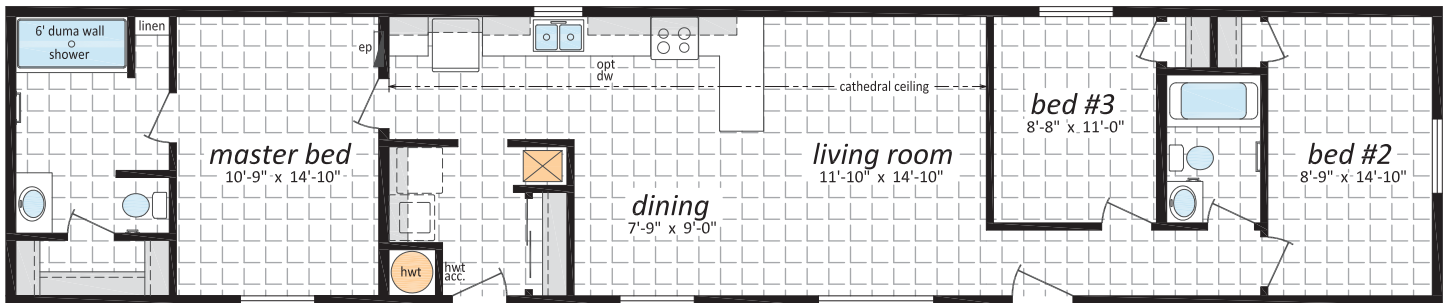 6' duma wall
shower
linen
ep
opt
dw
cathedral ceiling
master bed
10'-9" x 14'-10"
hwt
hwt
acc.
dining
7'-9" x 9'-0"
living room
11'-10" x 14'-10"
bed #3
8'-8" x 11'-0"
bed #2
8'-9" x 14'-10"